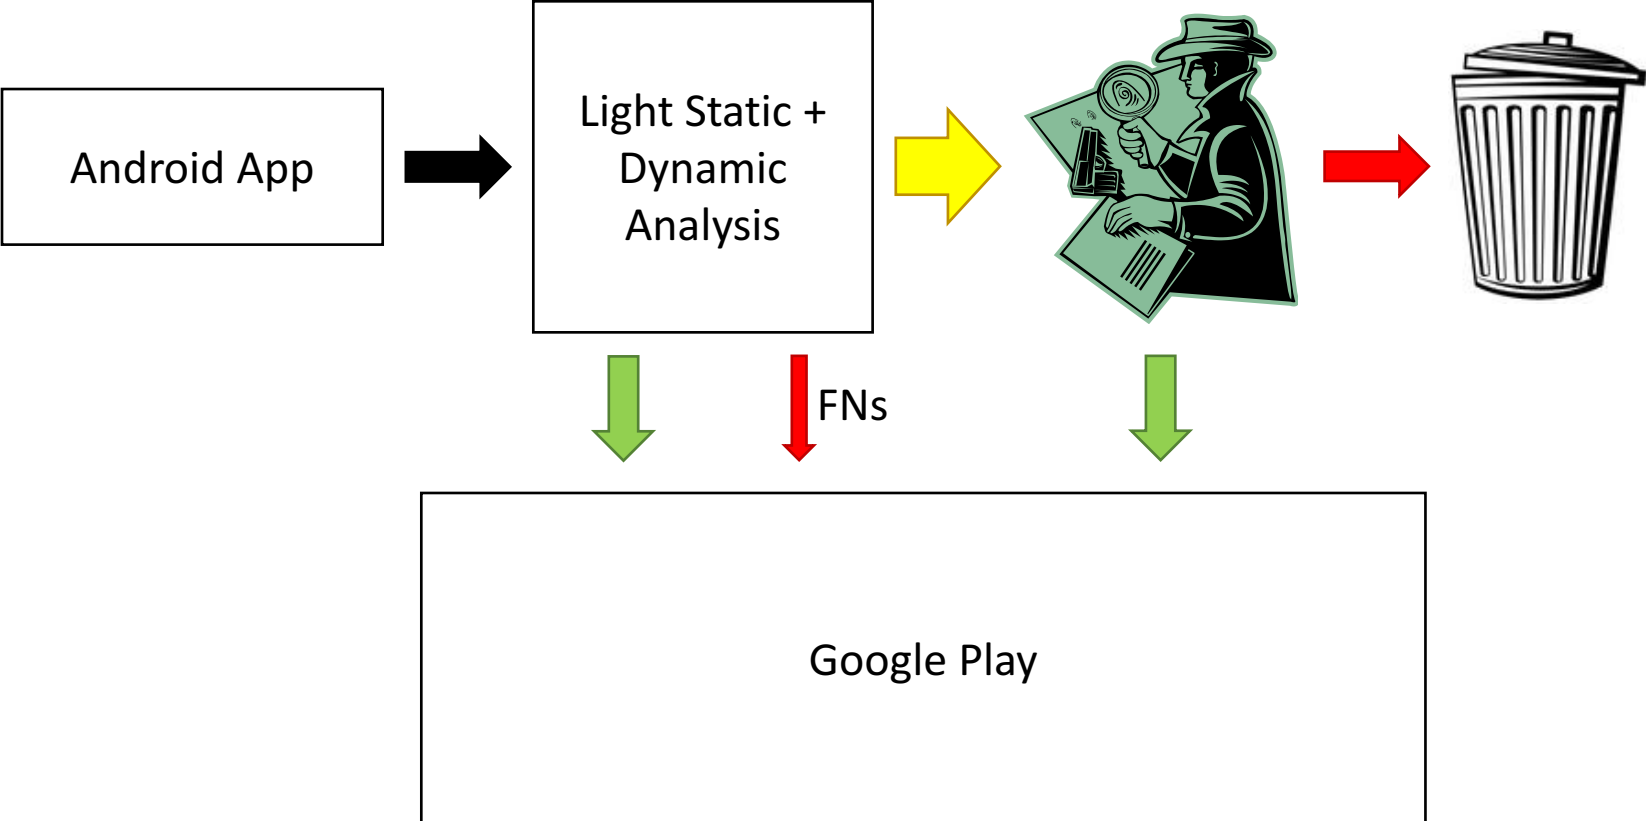 Android App
Light Static +
Dynamic
Analysis
FNs
Google Play